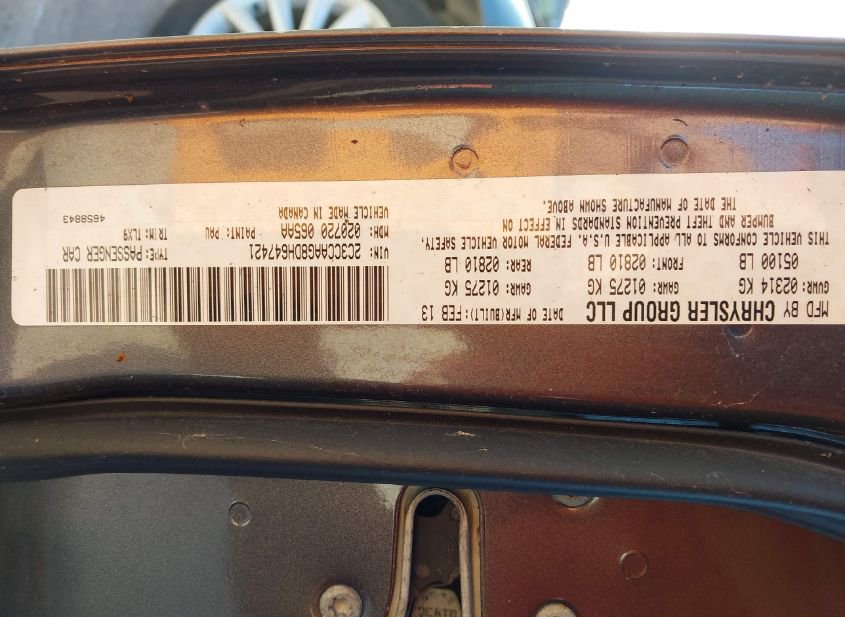 MFD BY CHRYSLER GROUP LLC DATE OF MFR(BUILT): FEB 13
GVWR: 02314 KG GAWR: 01275 KG GAWR: 01275 KG
05100 LB FRONT: 02810 LB REAR: 02810 LB
THIS VEHICLE CONFORMS TO ALL APPLICABLE U.S.A. FEDERAL MOTOR VEHICLE SAFETY,
BUMPER AND THEFT PREVENTION STANDARDS IN EFFECT ON
THE DATE OF MANUFACTURE SHOWN ABOVE.
VIN: 2C3CCAAG8DH647421 TYPE: PASSENGER CAR
MDH: 020720 065AA PAINT: PAU TRIM: TLX9
VEHICLE MADE IN CANADA 4658843